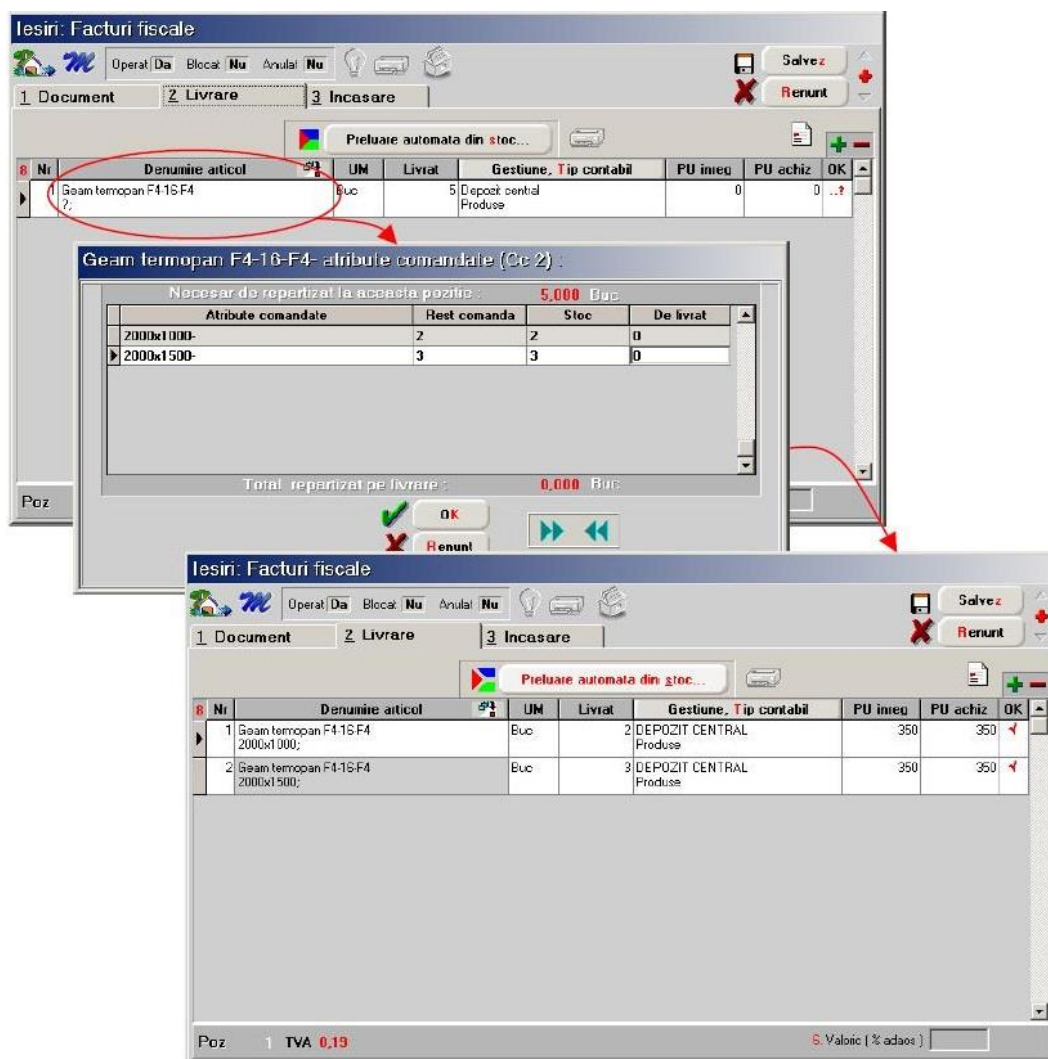 Iesiri: Facturi fiscale
Operat Da Blocat Nu Anulat Nu
Salvez
Renunt
1 Document 2 Livrare 3 Incasare
Preluare automata din stoc...
8 Nr Denumire articol UM Livrat Gestiune, Tip contabil PU inreg PU achiz OK
1 Geam termopan F4-16-F4 Buc 5 Depozit central 0 0 ..?
?; Produse
Geam termopan F4-16-F4- atribute comandate (Cc 2) :
Necesar de repartizat la aceasta pozitie : 5,000 Buc
Atribute comandate Rest comanda Stoc De livrat
2000x1000- 2 2 0
2000x1500- 3 3 0
Total repartizat pe livrare : 0,000 Buc
Poz
OK
Renunt
Iesiri: Facturi fiscale
Operat Da Blocat Nu Anulat Nu
Salvez
Renunt
1 Document 2 Livrare 3 Incasare
Preluare automata din stoc...
8 Nr Denumire articol UM Livrat Gestiune, Tip contabil PU inreg PU achiz OK
1 Geam termopan F4-16-F4 Buc 2 DEPOZIT CENTRAL 350 350
2000x1000; Produse
2 Geam termopan F4-16-F4 Buc 3 DEPOZIT CENTRAL 350 350
2000x1500; Produse
Poz 1 TVA 0,19 6. Valoric ( % adaos )